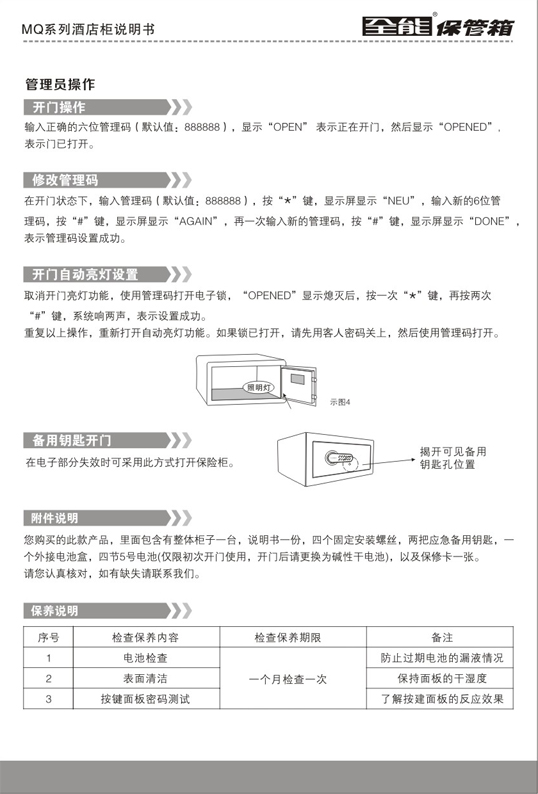 MQ系列酒店柜说明书
全能保管箱®
管理员操作
开门操作
输入正确的六位管理码（默认值：888888），显示“OPEN” 表示正在开门，然后显示“OPENED”.
表示门已打开。
修改管理码
在开门状态下，输入管理码（默认值：888888），按“*”键，显示屏显示“NEU”，输入新的6位管
理码，按“#”键，显示屏显示“AGAIN”，再一次输入新的管理码，按“#”键，显示屏显示“DONE”，
表示管理码设置成功。
开门自动亮灯设置
取消开门亮灯功能，使用管理码打开电子锁，“OPENED”显示熄灭后，按一次“*”键，再按两次
“#”键，系统响两声，表示设置成功。
重复以上操作，重新打开自动亮灯功能。如果锁已打开，请先用客人密码关上，然后使用管理码打开。
照明灯
示图4
备用钥匙开门
在电子部分失效时可采用此方式打开保险柜。
揭开可见备用
钥匙孔位置
附件说明
您购买的此款产品，里面包含有整体柜子一台，说明书一份，四个固定安装螺丝，两把应急备用钥匙，一
个外接电池盒，四节5号电池(仅限初次开门使用，开门后请更换为碱性干电池)，以及保修卡一张。
请您认真核对，如有缺失请联系我们。
保养说明
序号 检查保养内容 检查保养期限 备注
1 电池检查 防止过期电池的漏液情况
2 表面清洁 一个月检查一次 保持面板的干湿度
3 按键面板密码测试 了解按建面板的反应效果